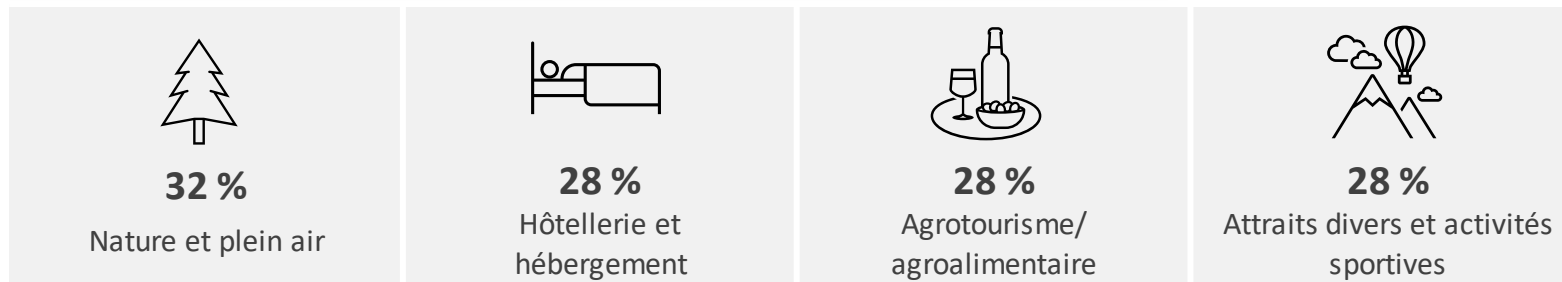 32 %
Nature et plein air
28 %
Hôtellerie et
hébergement
28 %
Agrotourisme/
agroalimentaire
28 %
Attraits divers et activités
sportives